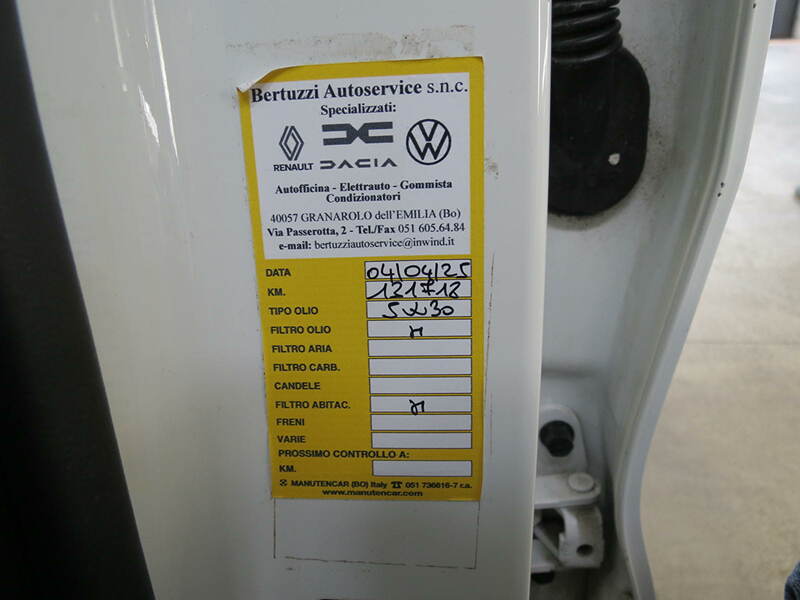 Bertuzzi Autoservice s.n.c.
Specializzati:
RENAULT DACIA
Autofficina - Elettrauto - Gommista
Condizionatori
40057 GRANAROLO dell'EMILIA (Bo)
Via Passerotta, 2 - Tel./Fax 051 605.64.84
e-mail: bertuzziautoservice@inwind.it
DATA 04/04/25
KM. 131718
TIPO OLIO 5W30
FILTRO OLIO
FILTRO ARIA
FILTRO CARB.
CANDELE
FILTRO ABITAC.
FRENI
VARIE
PROSSIMO CONTROLLO A:
KM.
MANUTENCAR (BO) Italy ☎ 051 736616-7 r.a.
www.manutencar.com